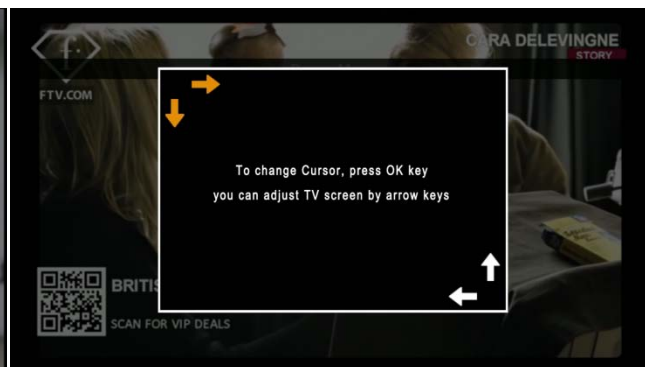 f.
CARA DELEVINGNE
STORY
FTV.COM
To change Cursor, press OK key
you can adjust TV screen by arrow keys
BRITIS
SCAN FOR VIP DEALS